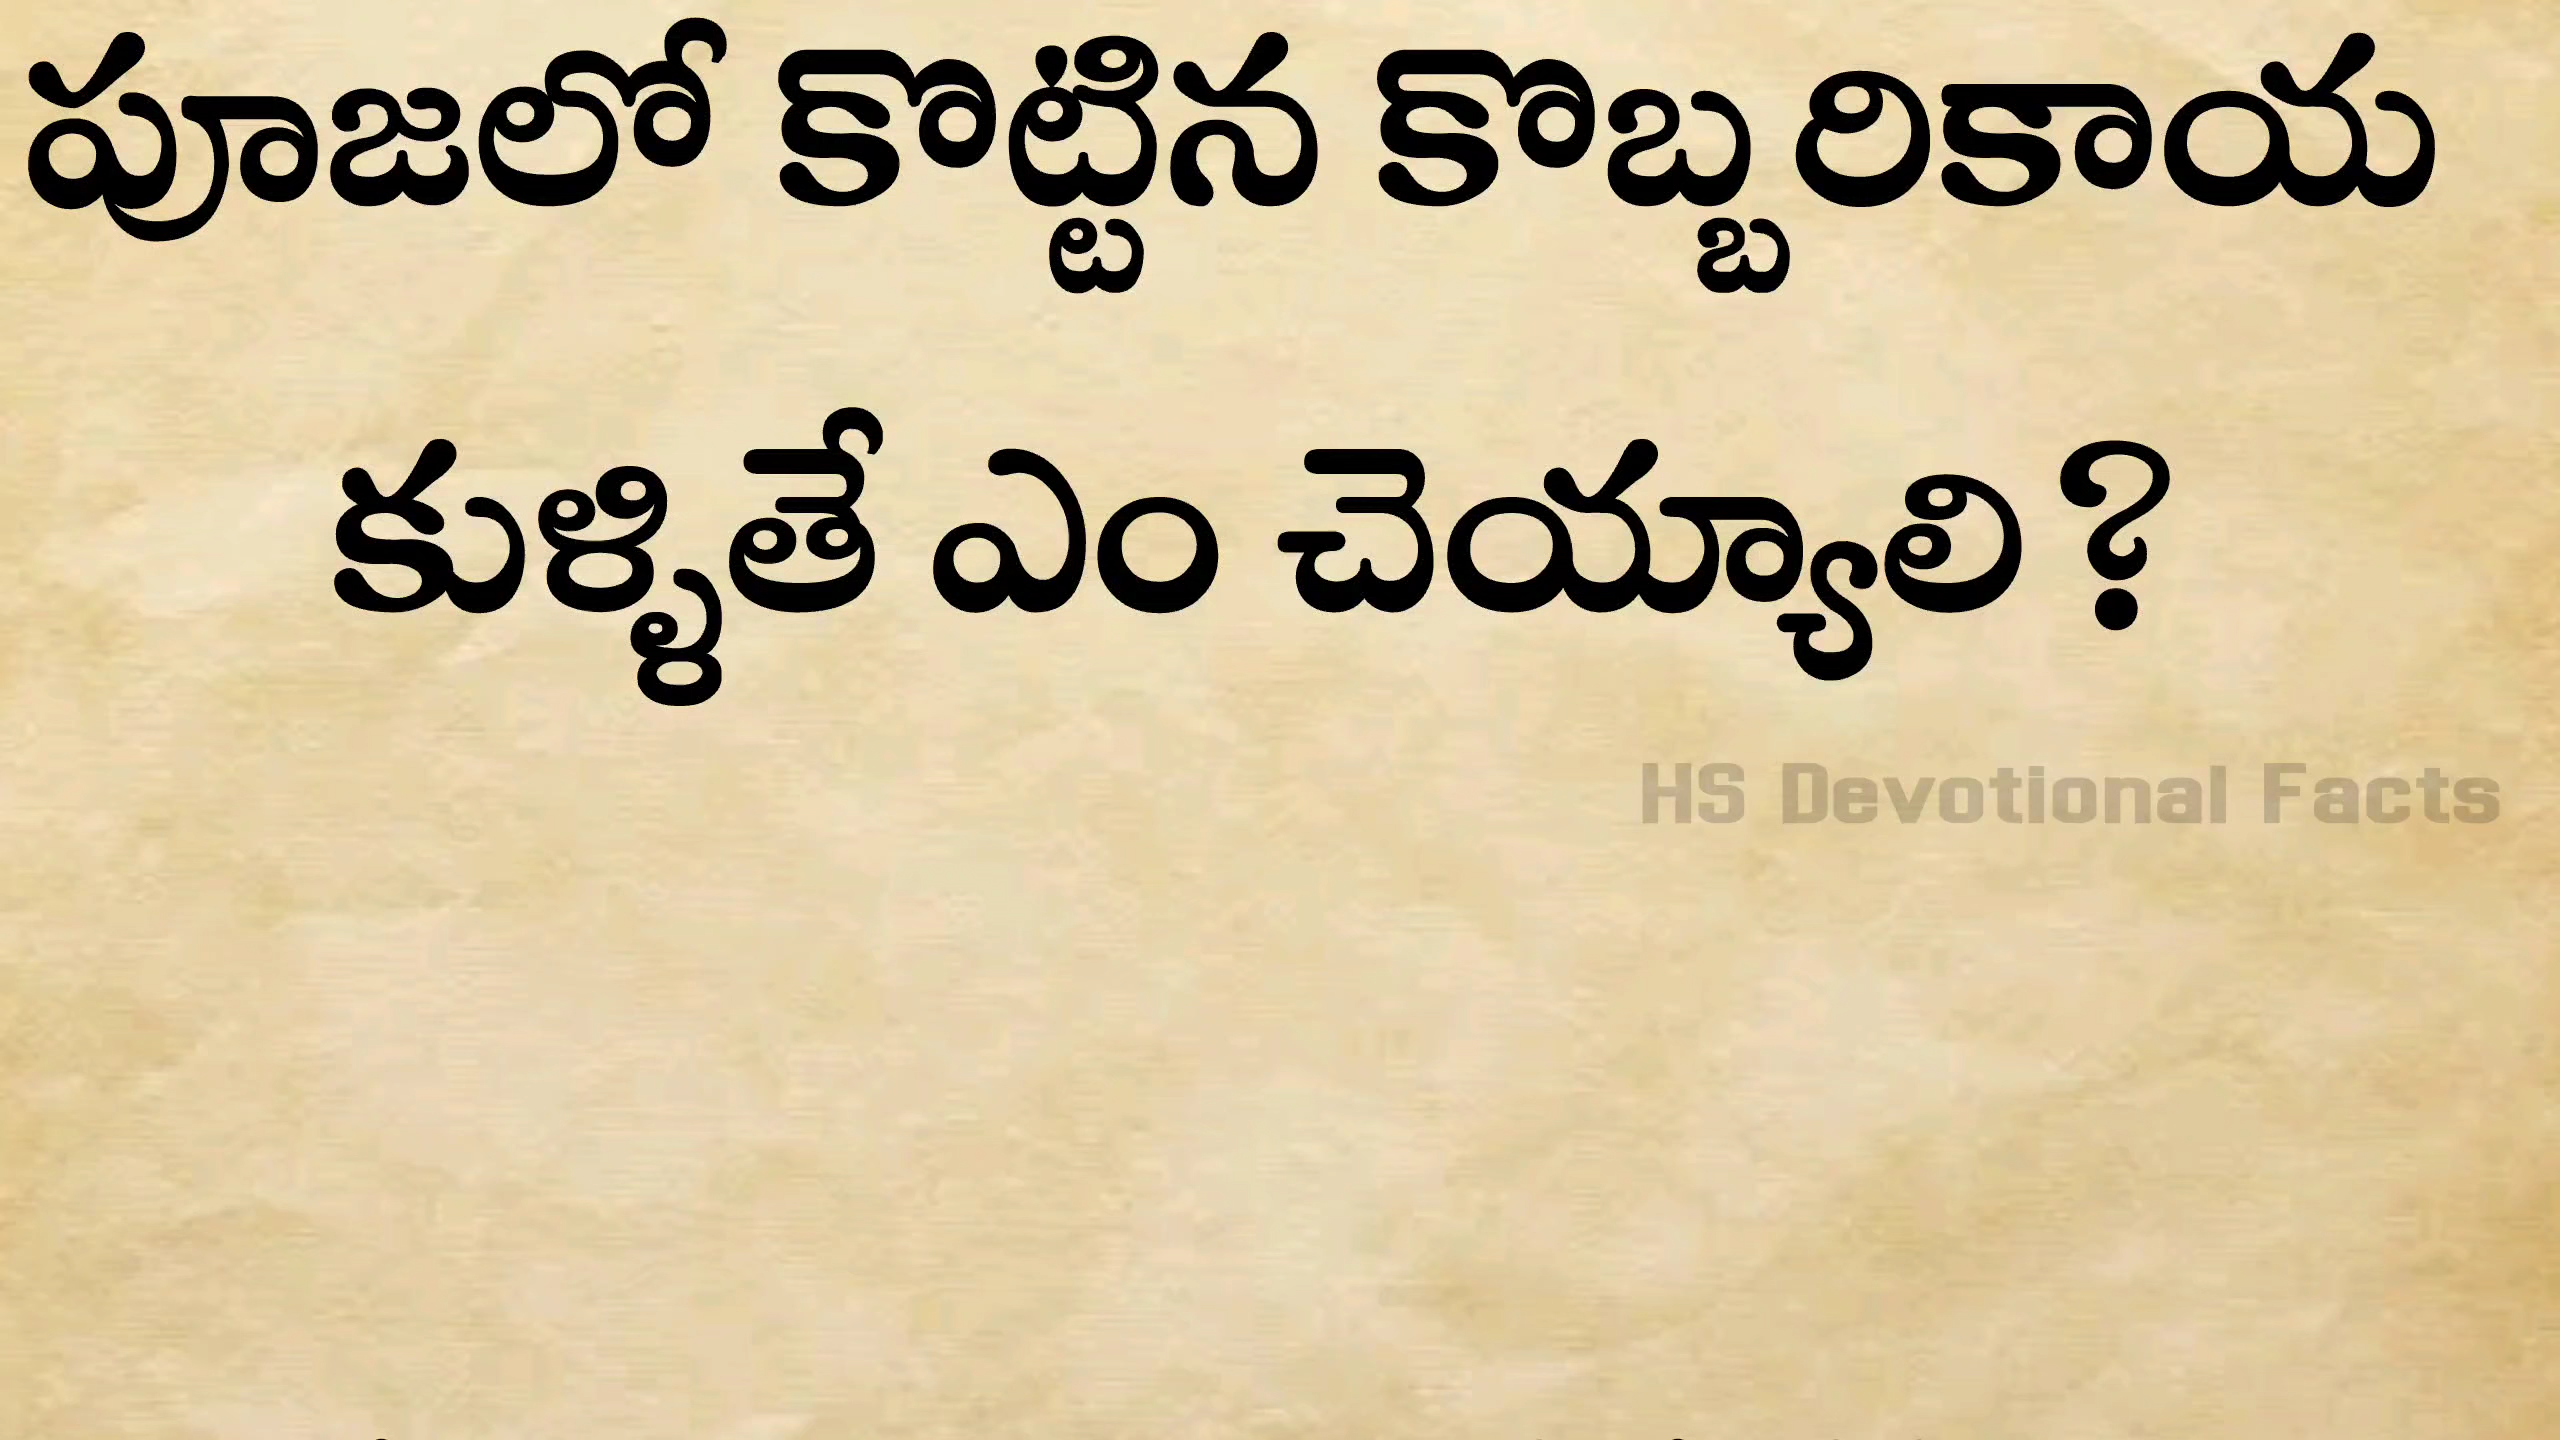 పూజలో కొట్టిన కొబ్బరికాయ
కుళ్ళితే ఎం చెయ్యాలి?
HS Devotional Facts